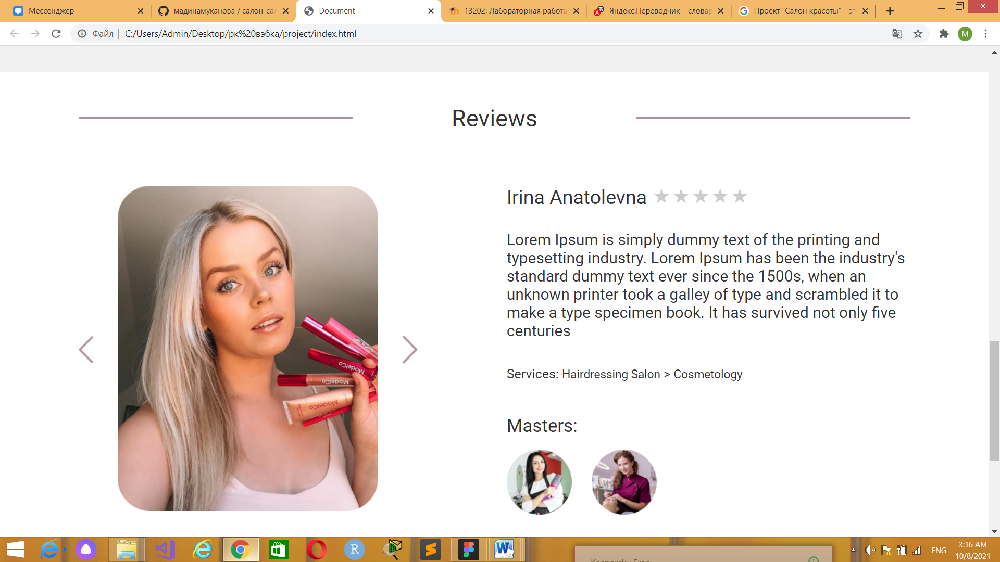 Мессенджер
мадинамуканова / салон-сал
Document
13202: Лабораторная работа
Яндекс.Переводчик – словар
Проект "Салон красоты" - эт
Файл
C:/Users/Admin/Desktop/рк%20вэбка/project/index.html
M
Reviews
Irina Anatolevna ★★★★★
Lorem Ipsum is simply dummy text of the printing and
typesetting industry. Lorem Ipsum has been the industry's
standard dummy text ever since the 1500s, when an
unknown printer took a galley of type and scrambled it to
make a type specimen book. It has survived not only five
centuries
Services: Hairdressing Salon > Cosmetology
Masters:
ModelCo
ModelCo
ModelCo
ENG
3:16 AM
10/8/2021
Kaspersky Free